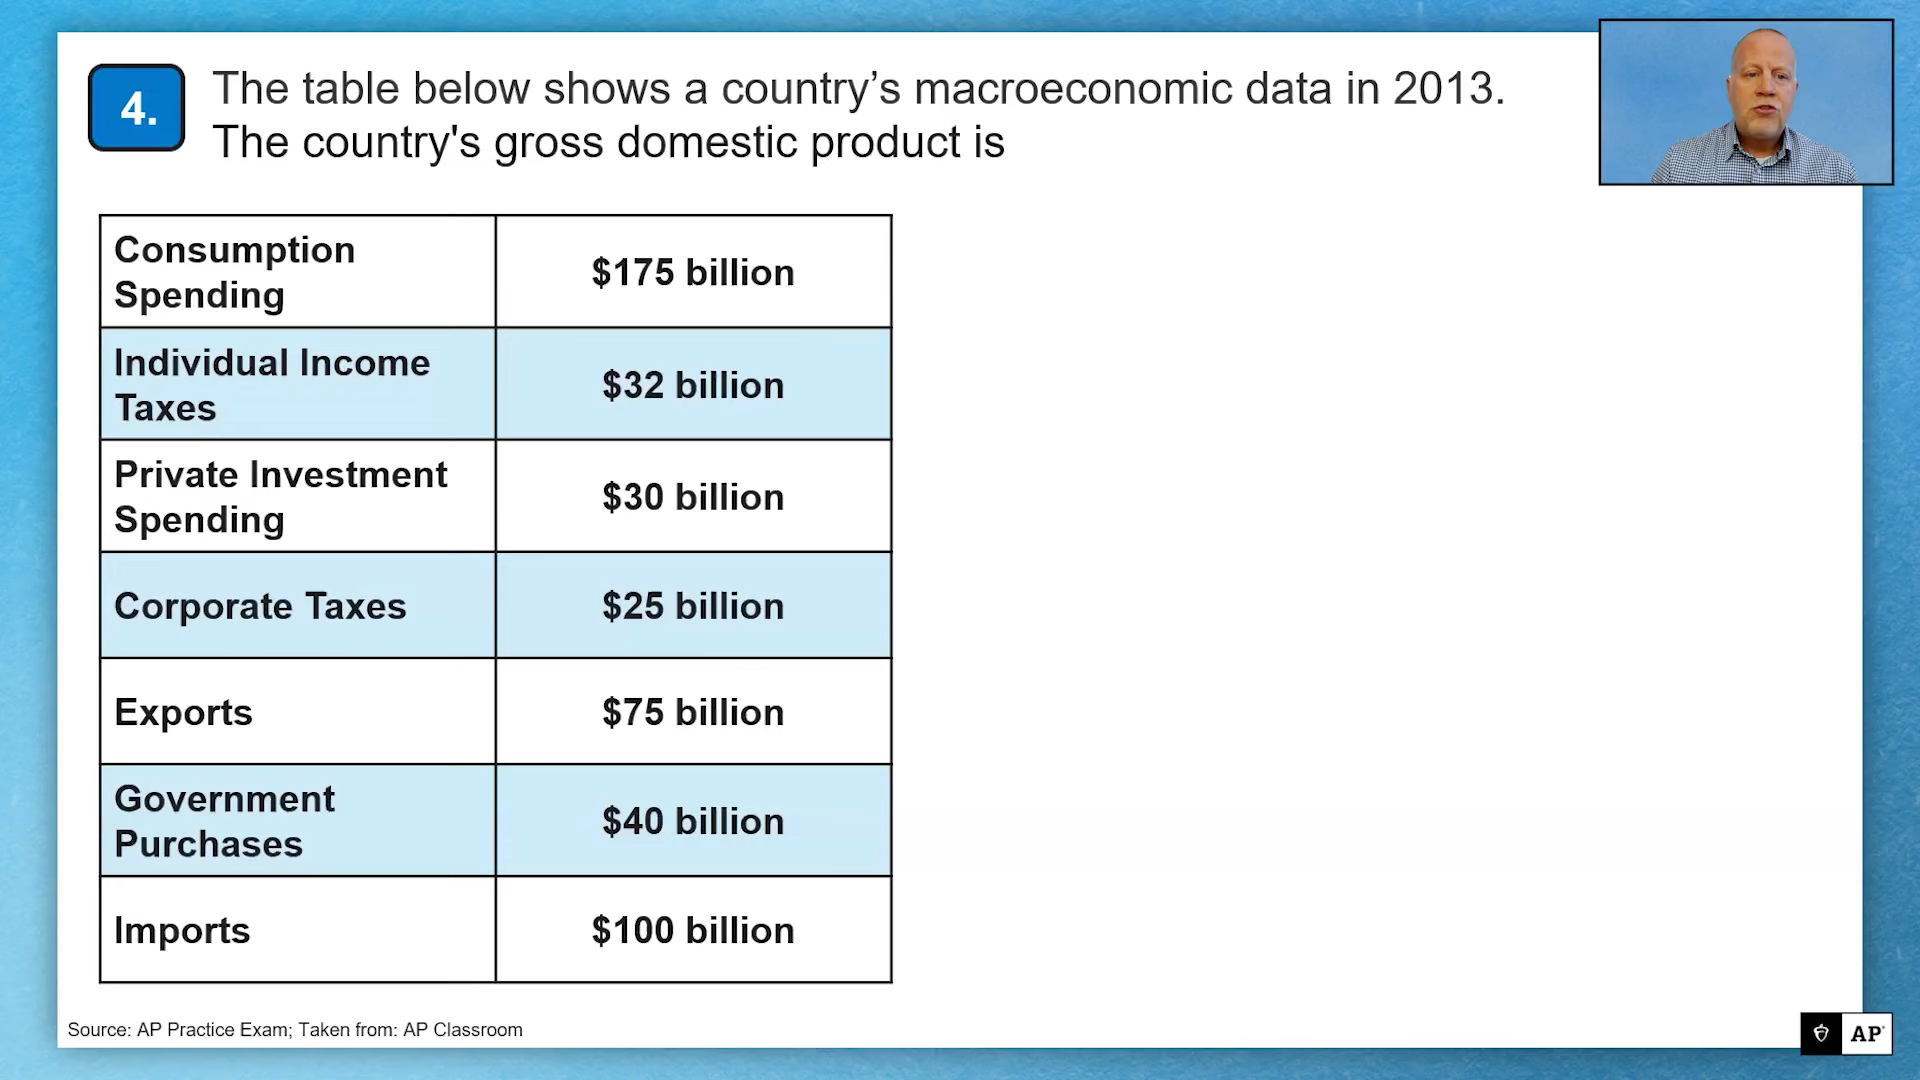 4.
The table below shows a country’s macroeconomic data in 2013.
The country's gross domestic product is
Consumption
Spending
$175 billion
Individual Income
Taxes
$32 billion
Private Investment
Spending
$30 billion
Corporate Taxes
$25 billion
Exports
$75 billion
Government
Purchases
$40 billion
Imports
$100 billion
Source: AP Practice Exam; Taken from: AP Classroom
AP